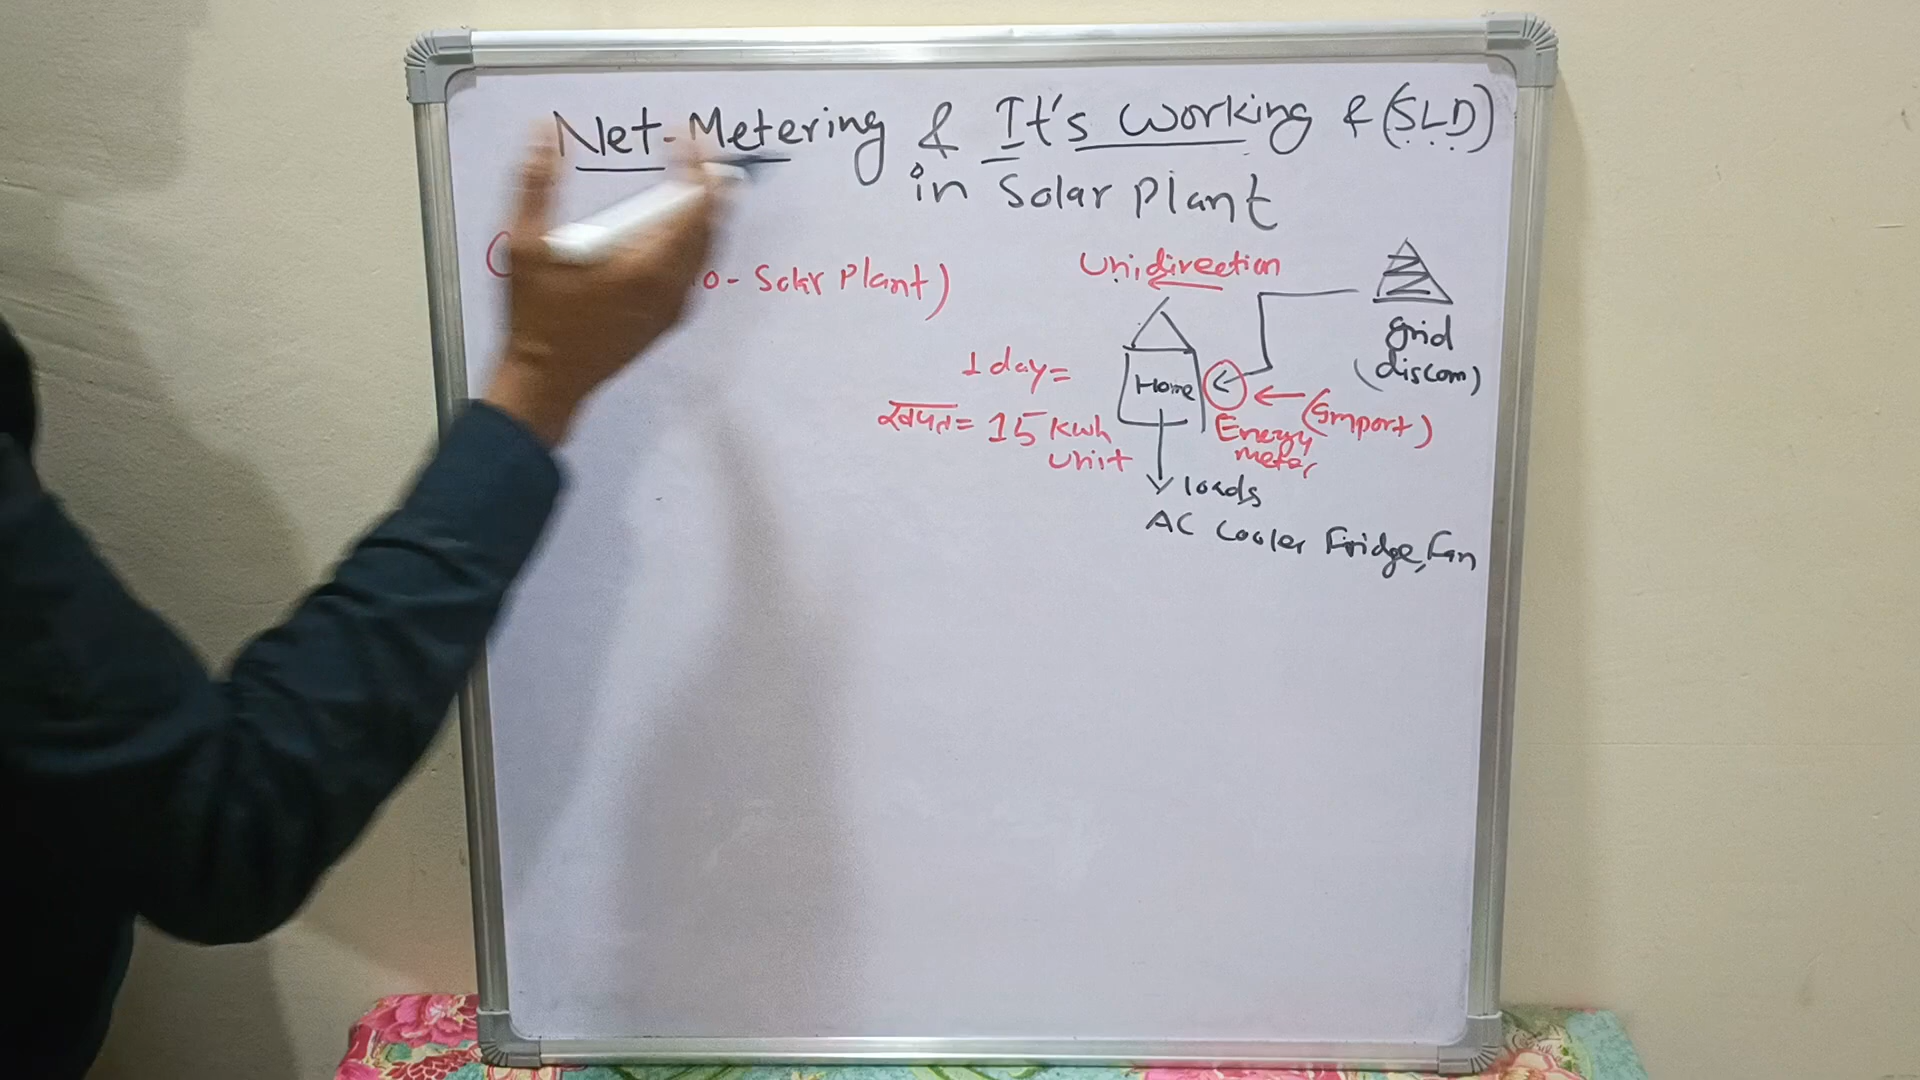 Net-Metering & It's Working & (SLD)
in Solar Plant
- Solar Plant)
Unidirection
grid
(discom)
1 day=
Home
खपत= 15 kwh
unit
(Import)
Energy
meter
loads
AC Cooler Fridge, Fan